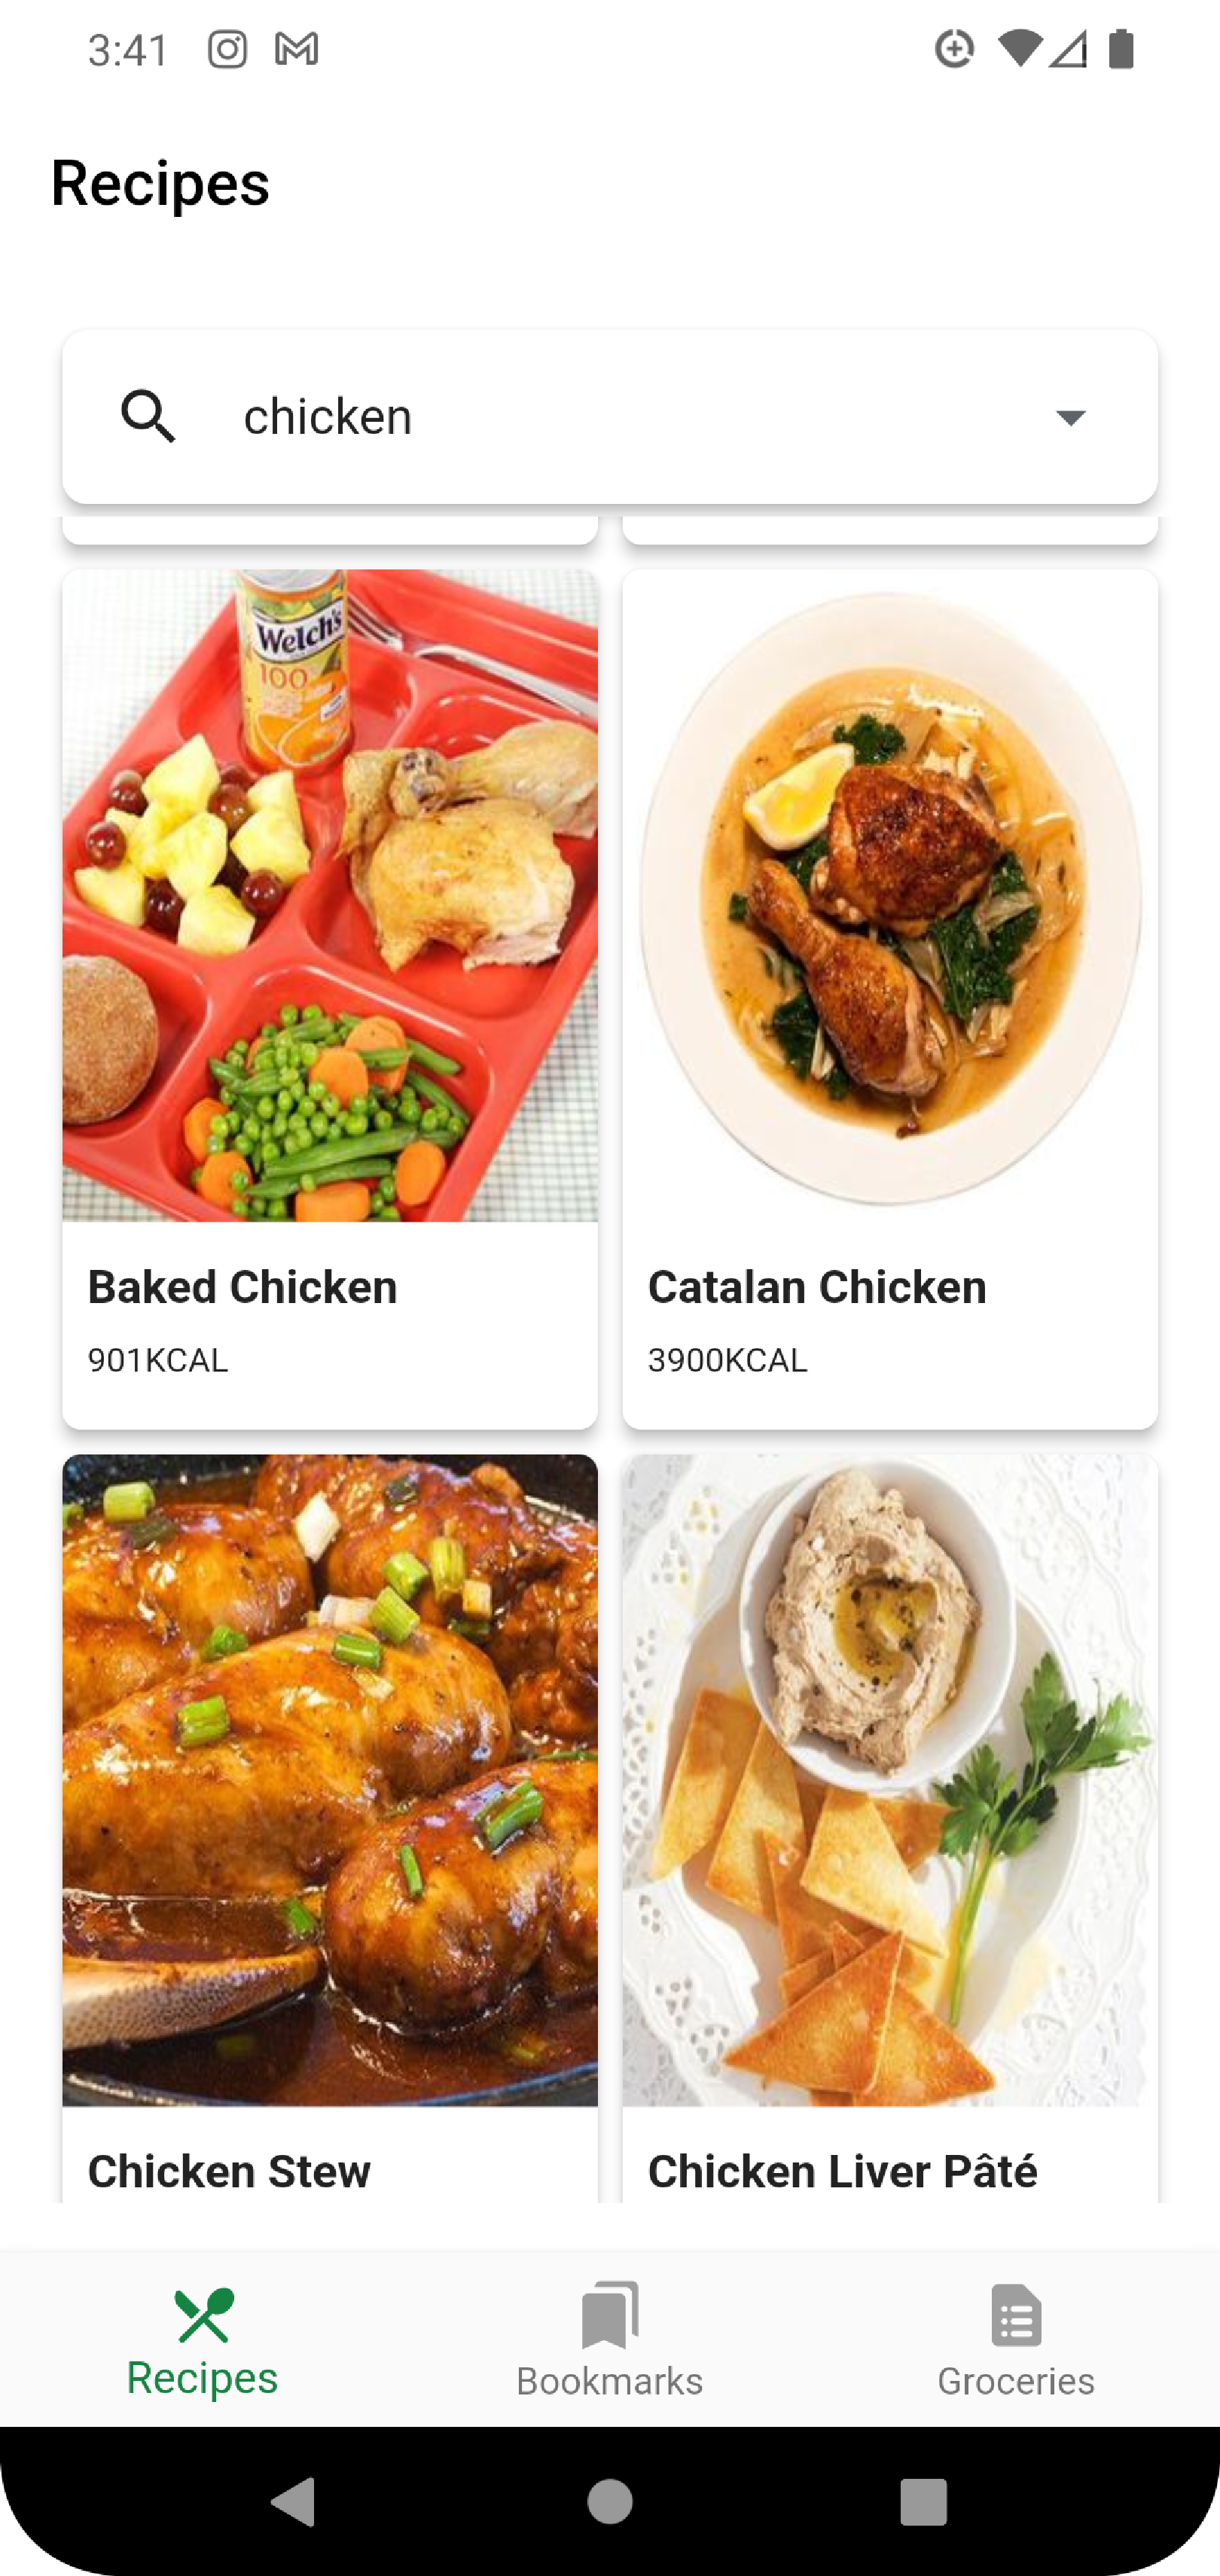 3:41
Recipes
chicken
Welch's
100
Baked Chicken
901KCAL
Catalan Chicken
3900KCAL
Chicken Stew
Chicken Liver Pâté
Recipes
Bookmarks
Groceries